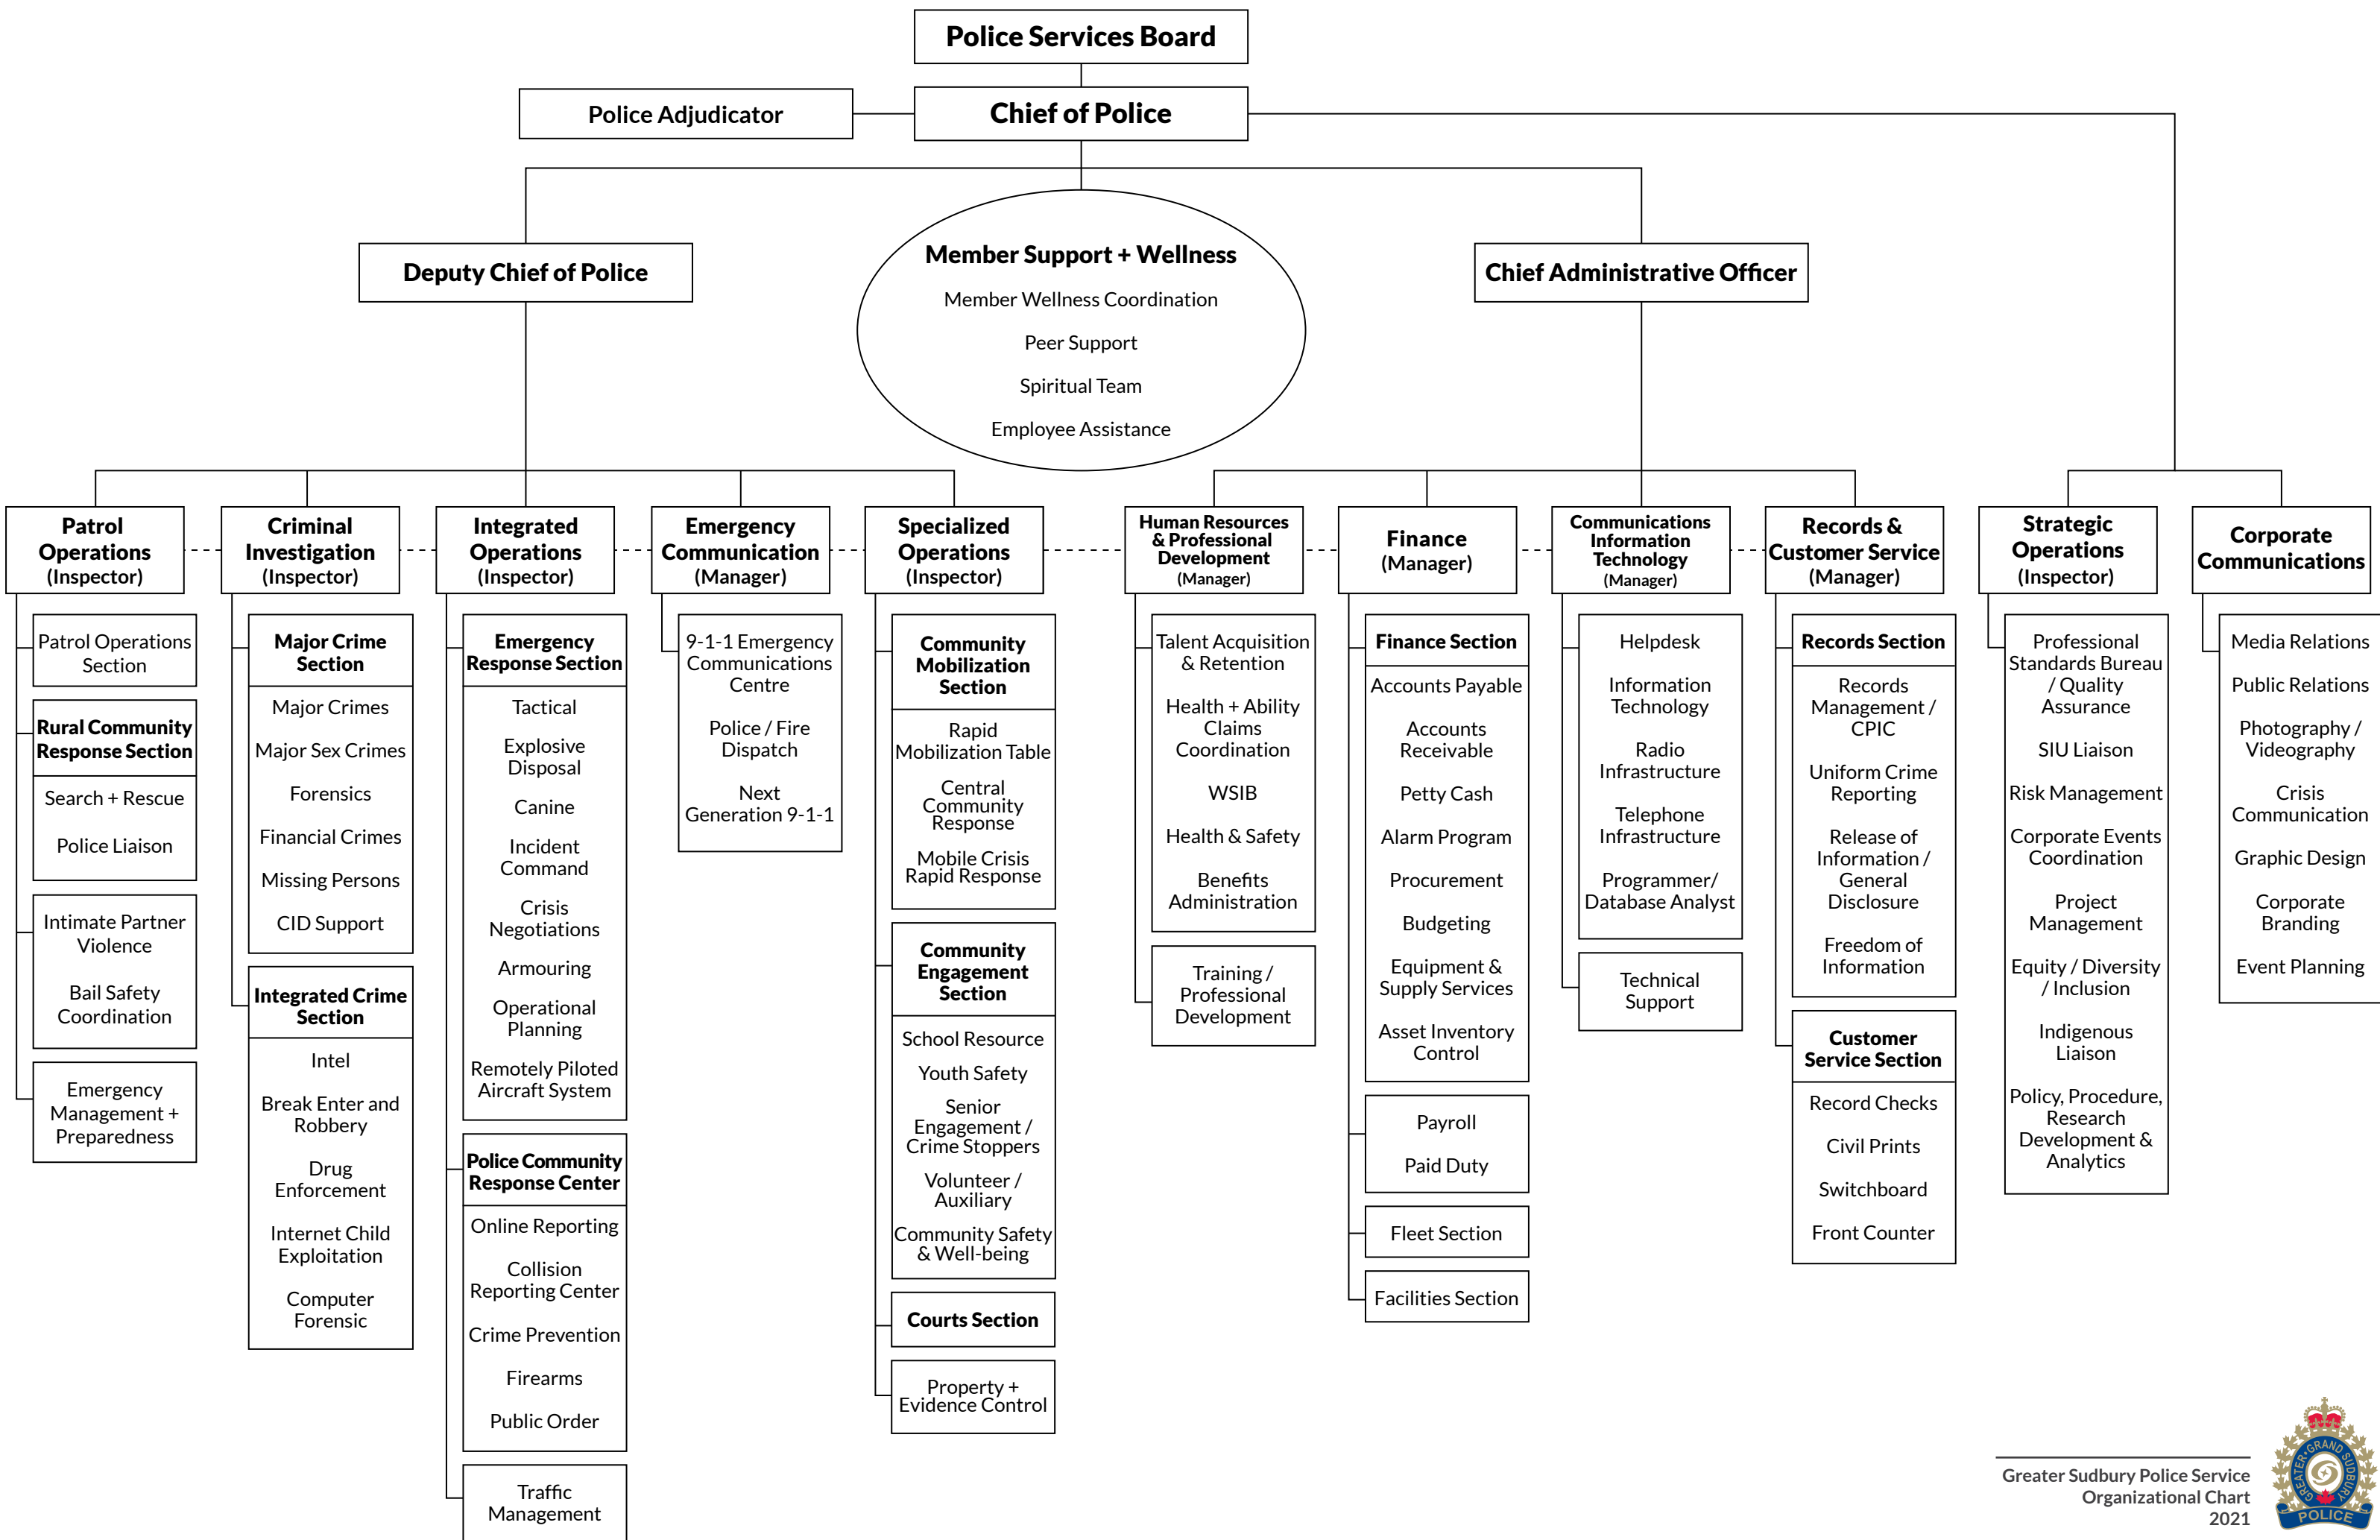 Police Services Board
Police Adjudicator
Chief of Police
Deputy Chief of Police
Member Support + Wellness
Member Wellness Coordination
Peer Support
Spiritual Team
Employee Assistance
Chief Administrative Officer
Patrol
Operations
(Inspector)
Patrol Operations
Section
Rural Community
Response Section
Search + Rescue
Police Liaison
Intimate Partner
Violence
Bail Safety
Coordination
Emergency
Management +
Preparedness
Criminal
Investigation
(Inspector)
Major Crime
Section
Major Crimes
Major Sex Crimes
Forensics
Financial Crimes
Missing Persons
CID Support
Integrated Crime
Section
Intel
Break Enter and
Robbery
Drug
Enforcement
Internet Child
Exploitation
Computer
Forensic
Integrated
Operations
(Inspector)
Emergency
Response Section
Tactical
Explosive
Disposal
Canine
Incident
Command
Crisis
Negotiations
Armouring
Operational
Planning
Remotely Piloted
Aircraft System
Police Community
Response Center
Online Reporting
Collision
Reporting Center
Crime Prevention
Firearms
Public Order
Traffic
Management
Emergency
Communication
(Manager)
9-1-1 Emergency
Communications
Centre
Police / Fire
Dispatch
Next
Generation 9-1-1
Specialized
Operations
(Inspector)
Community
Mobilization
Section
Rapid
Mobilization Table
Central
Community
Response
Mobile Crisis
Rapid Response
Community
Engagement
Section
School Resource
Youth Safety
Senior
Engagement /
Crime Stoppers
Volunteer /
Auxiliary
Community Safety
& Well-being
Courts Section
Property +
Evidence Control
Human Resources
& Professional
Development
(Manager)
Talent Acquisition
& Retention
Health + Ability
Claims
Coordination
WSIB
Health & Safety
Benefits
Administration
Training /
Professional
Development
Finance
(Manager)
Finance Section
Accounts Payable
Accounts
Receivable
Petty Cash
Alarm Program
Procurement
Budgeting
Equipment &
Supply Services
Asset Inventory
Control
Payroll
Paid Duty
Fleet Section
Facilities Section
Communications
Information
Technology
(Manager)
Helpdesk
Information
Technology
Radio
Infrastructure
Telephone
Infrastructure
Programmer/
Database Analyst
Technical
Support
Records &
Customer Service
(Manager)
Records Section
Records
Management /
CPIC
Uniform Crime
Reporting
Release of
Information /
General
Disclosure
Freedom of
Information
Customer
Service Section
Record Checks
Civil Prints
Switchboard
Front Counter
Strategic
Operations
(Inspector)
Professional
Standards Bureau
/ Quality
Assurance
SIU Liaison
Risk Management
Corporate Events
Coordination
Project
Management
Equity / Diversity
/ Inclusion
Indigenous
Liaison
Policy, Procedure,
Research
Development &
Analytics
Corporate
Communications
Media Relations
Public Relations
Photography /
Videography
Crisis
Communication
Graphic Design
Corporate
Branding
Event Planning
Greater Sudbury Police Service
Organizational Chart
2021
GREATER • GRAND SUDBURY
POLICE